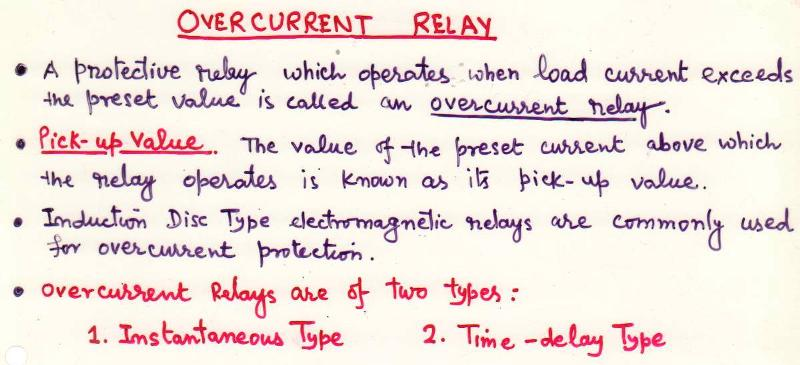 OVERCURRENT RELAY
• A protective relay which operates when load current exceeds
the preset value is called an overcurrent relay.
• Pick-up Value. The value of the preset current above which
the relay operates is known as its pick-up value.
• Induction Disc Type electromagnetic relays are commonly used
for overcurrent protection.
• Overcurrent Relays are of two types:
1. Instantaneous Type 2. Time-delay Type